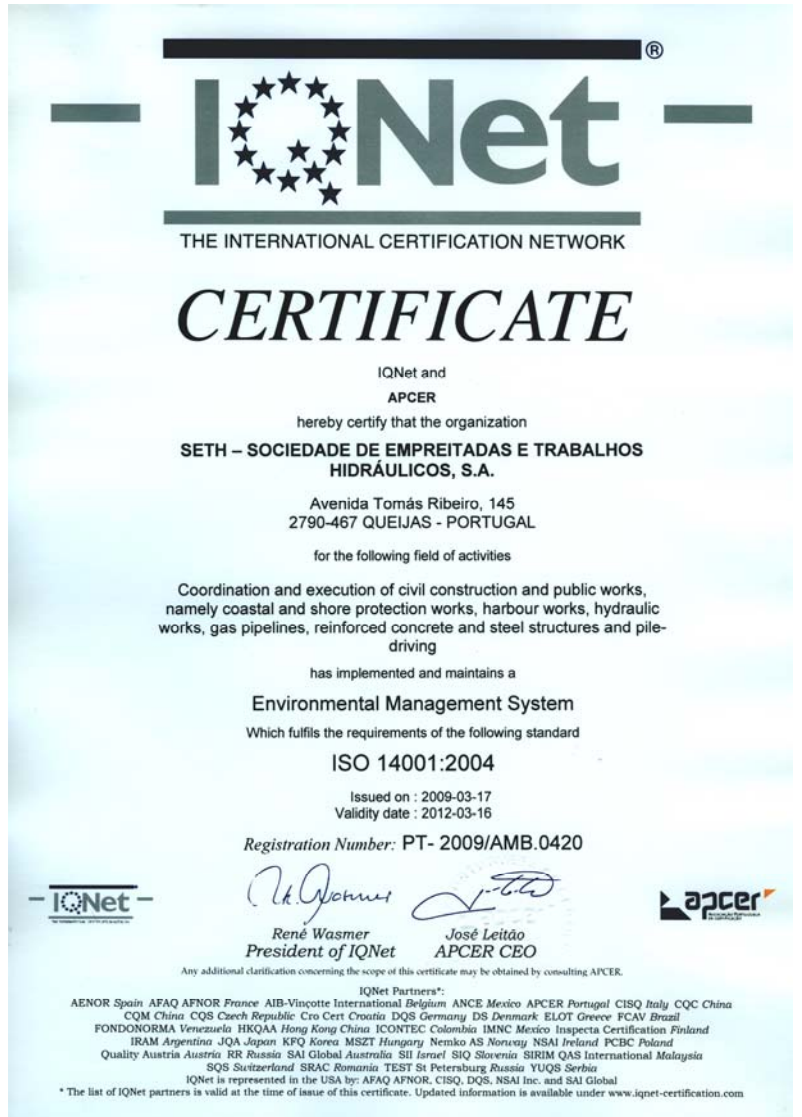 ®
IQNet
THE INTERNATIONAL CERTIFICATION NETWORK
CERTIFICATE
IQNet and
APCER
hereby certify that the organization
SETH – SOCIEDADE DE EMPREITADAS E TRABALHOS
HIDRÁULICOS, S.A.
Avenida Tomás Ribeiro, 145
2790-467 QUEIJAS - PORTUGAL
for the following field of activities
Coordination and execution of civil construction and public works,
namely coastal and shore protection works, harbour works, hydraulic
works, gas pipelines, reinforced concrete and steel structures and pile-
driving
has implemented and maintains a
Environmental Management System
Which fulfils the requirements of the following standard
ISO 14001:2004
Issued on : 2009-03-17
Validity date : 2012-03-16
Registration Number: PT- 2009/AMB.0420
IQNet
apcer
René Wasmer José Leitão
President of IQNet APCER CEO
Any additional clarification concerning the scope of this certificate may be obtained by consulting APCER.
IQNet Partners*:
AENOR Spain AFAQ AFNOR France AIB-Vinçotte International Belgium ANCE Mexico APCER Portugal CISQ Italy CQC China
CQM China CQS Czech Republic Cro Cert Croatia DQS Germany DS Denmark ELOT Greece FCAV Brazil
FONDONORMA Venezuela HKQAA Hong Kong China ICONTEC Colombia IMNC Mexico Inspecta Certification Finland
IRAM Argentina JQA Japan KFQ Korea MSZT Hungary Nemko AS Norway NSAI Ireland PCBC Poland
Quality Austria Austria RR Russia SAI Global Australia SII Israel SIQ Slovenia SIRIM QAS International Malaysia
SQS Switzerland SRAC Romania TEST St Petersburg Russia YUQS Serbia
IQNet is represented in the USA by: AFAQ AFNOR, CISQ, DQS, NSAI Inc. and SAI Global
* The list of IQNet partners is valid at the time of issue of this certificate. Updated information is available under www.iqnet-certification.com